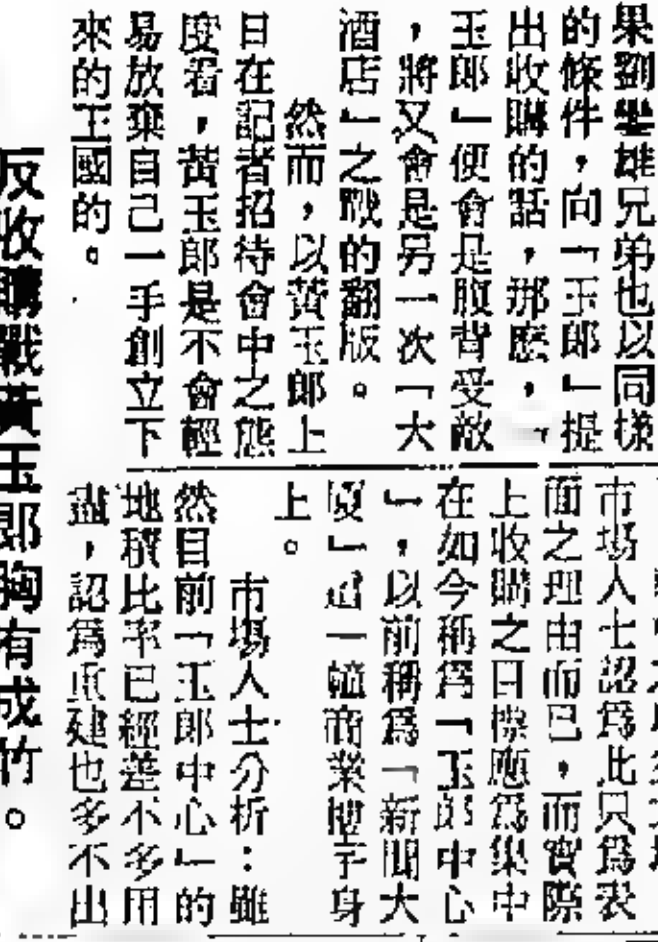 果劉鑾雄兄弟也以同樣
的條件，向「玉郎」提
出收購的話，那麽，「
玉郎」便會是腹背受敵
，將又會是另一次「大
酒店」之戰的翻版。
然而，以黃玉郎上
日在記者招待會中之態
度看，黃玉郎是不會輕
易放棄自己一手創立下
來的王國的。
市場人士認爲此只爲表
面之理由而已，而實際
上收購之目標應爲集中
在如今稱爲「玉郎中心
」，以前稱爲「新聞大
廈」這一幢商業樓宇身
上。
市場人士分析：雖
然目前「玉郎中心」的
地積比率已經差不多用
盡，認爲重建也多不出
反收購戰黃玉郎胸有成竹。